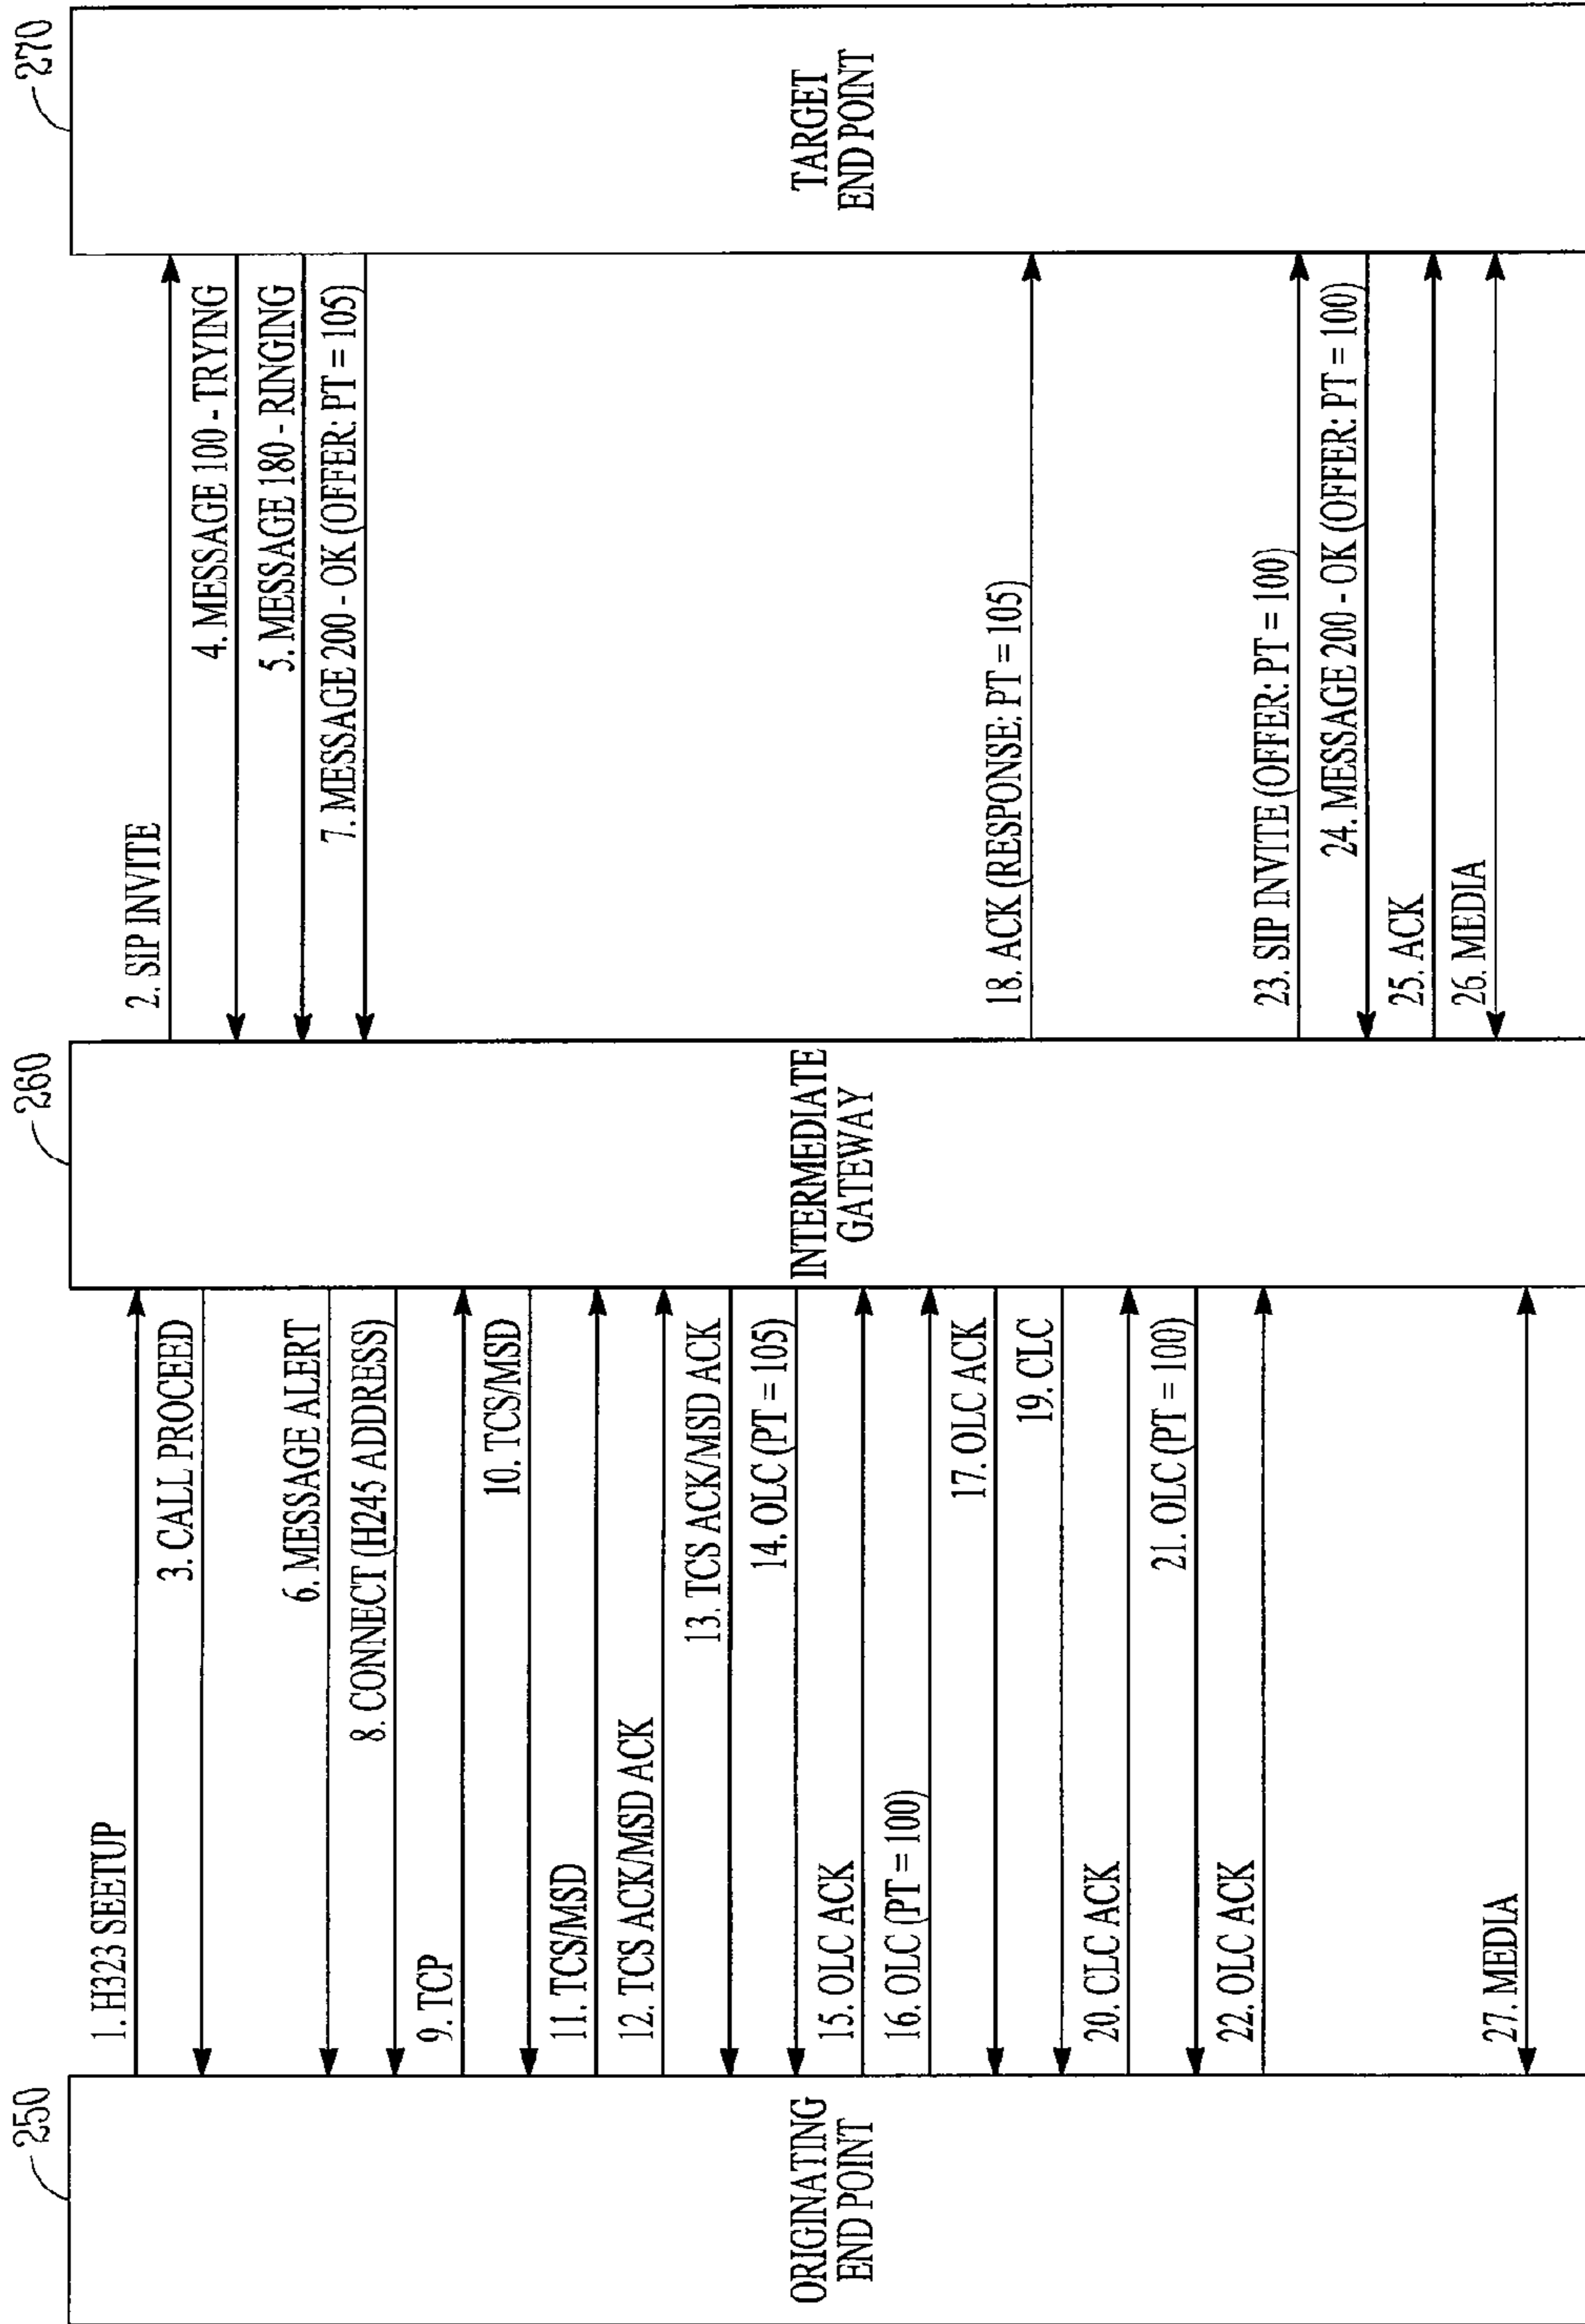 250
260
270
ORIGINATING
END POINT
INTERMEDIATE
GATEWAY
TARGET
END POINT
1. H323 SEETUP
2. SIP INVITE
3. CALL PROCEED
4. MESSAGE 100 - TRYING
5. MESSAGE 180 - RINGING
6. MESSAGE ALERT
7. MESSAGE 200 - OK (OFFER: PT = 105)
8. CONNECT (H245 ADDRESS)
9. TCP
10. TCS/MSD
11. TCS/MSD
12. TCS ACK/MSD ACK
13. TCS ACK/MSD ACK
14. OLC (PT = 105)
15. OLC ACK
16. OLC (PT = 100)
17. OLC ACK
18. ACK (RESPONSE: PT = 105)
19. CLC
20. CLC ACK
21. OLC (PT = 100)
22. OLC ACK
23. SIP INVITE (OFFER: PT = 100)
24. MESSAGE 200 - OK (OFFER: PT = 100)
25. ACK
26. MEDIA
27. MEDIA